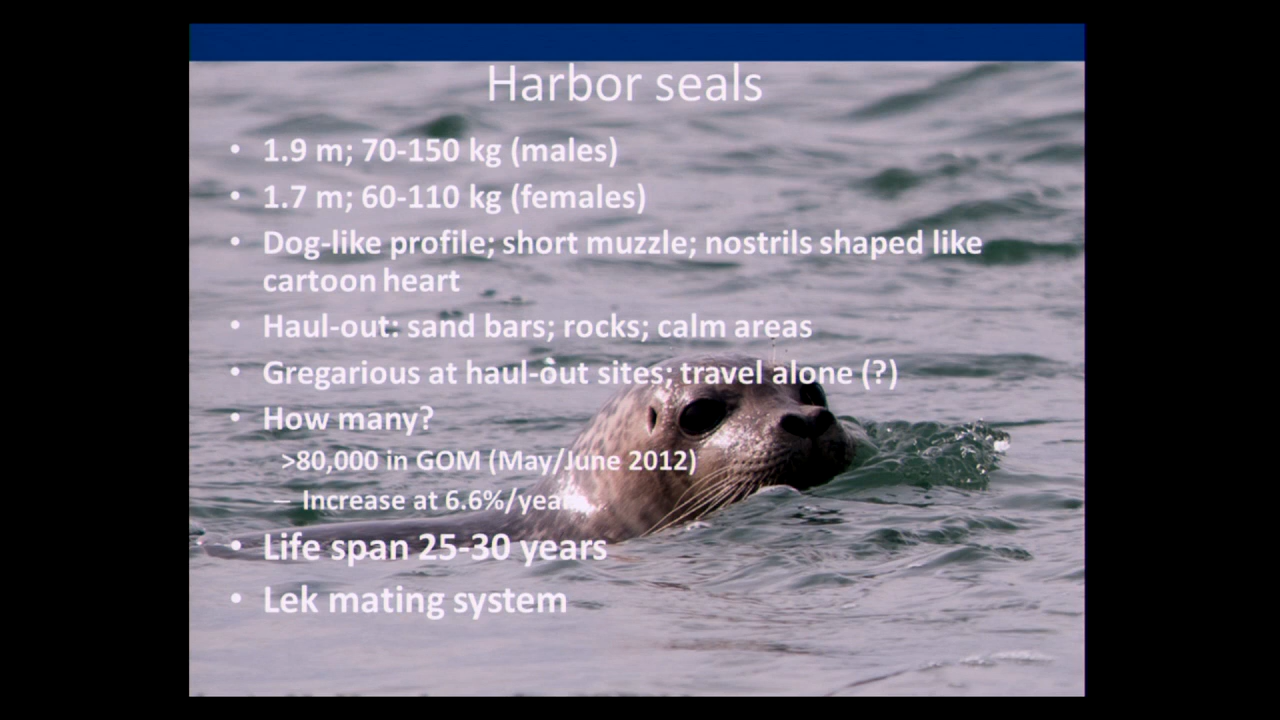 Harbor seals
• 1.9 m; 70-150 kg (males)
• 1.7 m; 60-110 kg (females)
• Dog-like profile; short muzzle; nostrils shaped like
cartoon heart
• Haul-out: sand bars; rocks; calm areas
• Gregarious at haul-out sites; travel alone (?)
• How many?
>80,000 in GOM (May/June 2012)
– Increase at 6.6%/year
• Life span 25-30 years
• Lek mating system